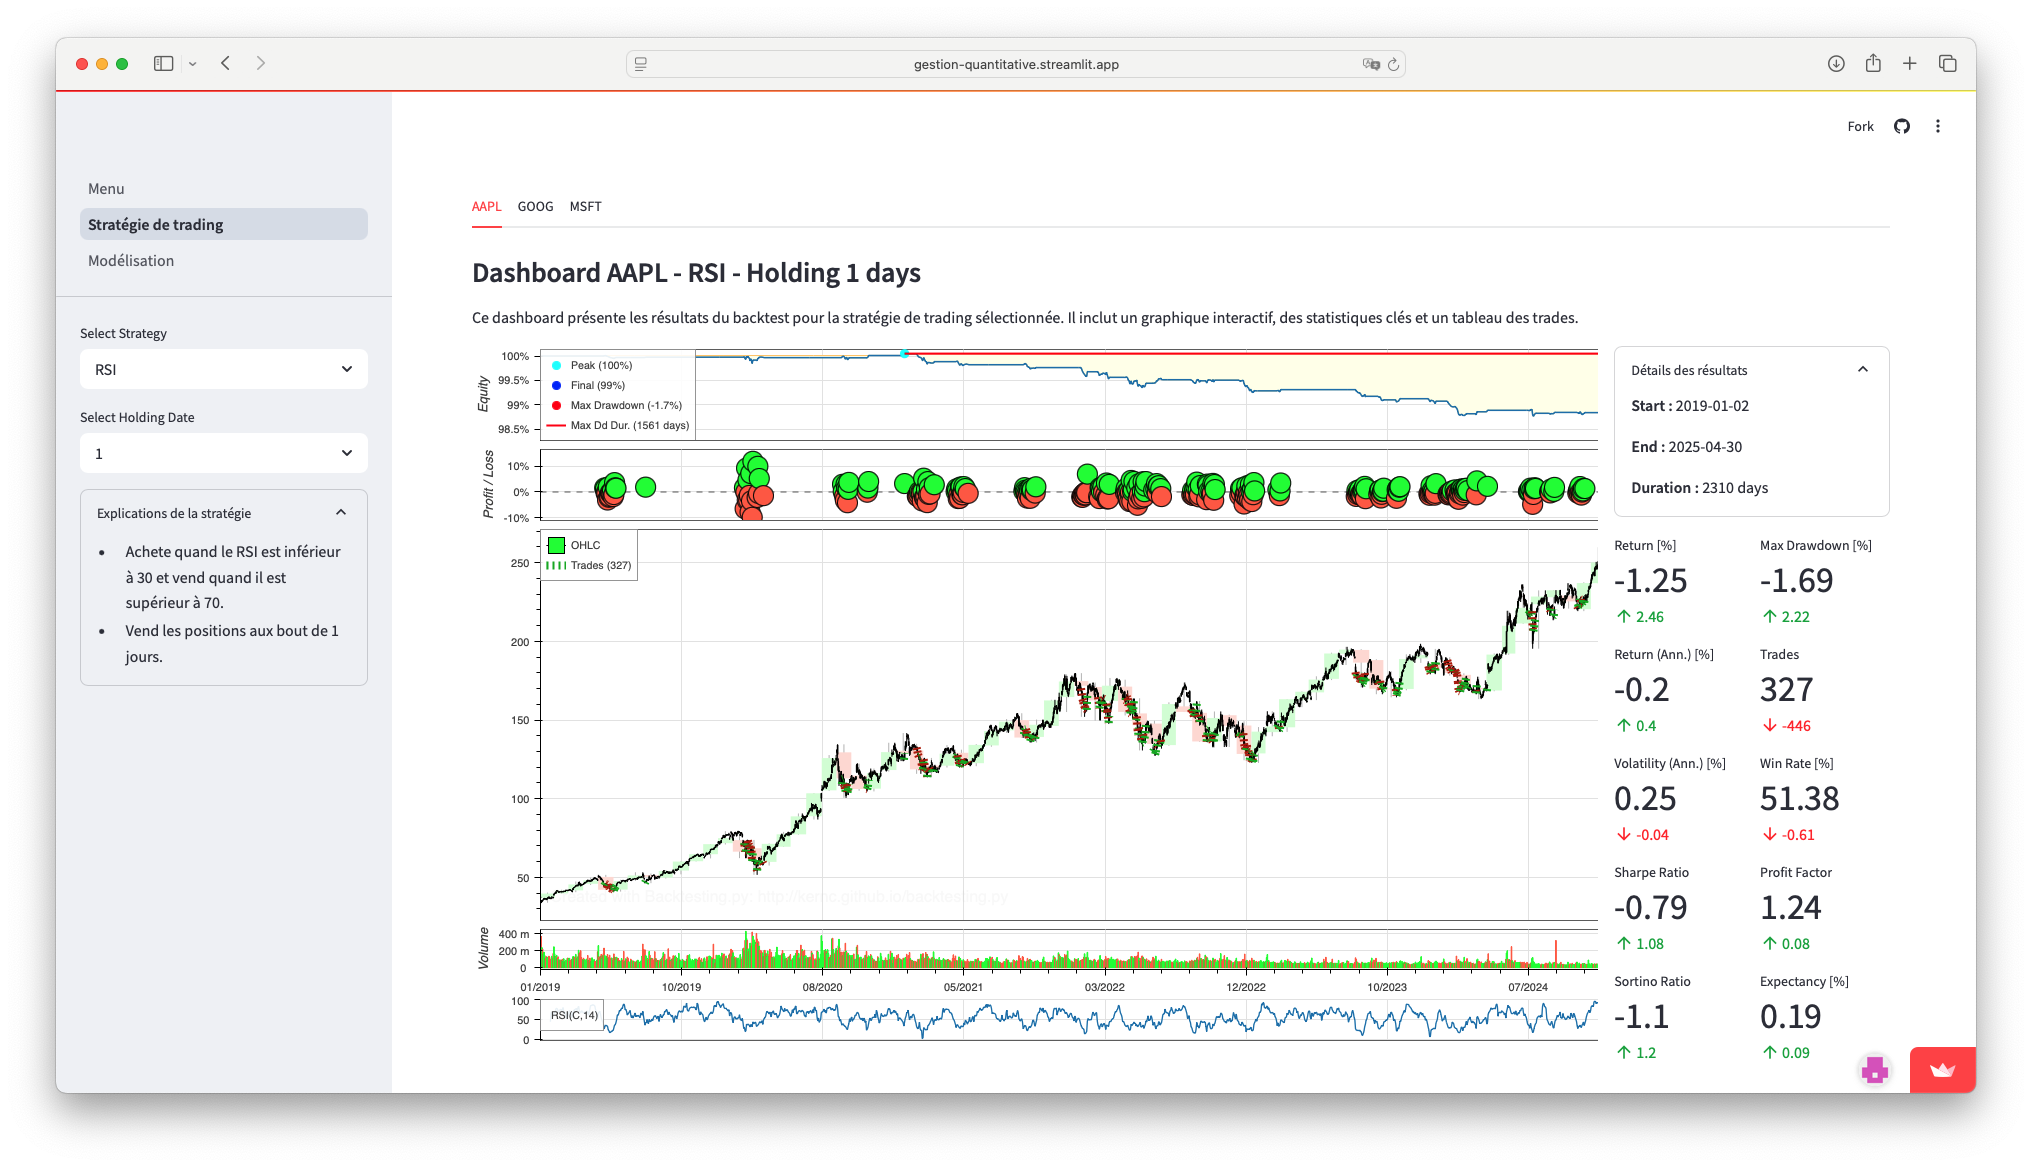 gestion-quantitative.streamlit.app
Fork
Menu
Stratégie de trading
Modélisation
Select Strategy
RSI
Select Holding Date
1
Explications de la stratégie
Achete quand le RSI est inférieur
à 30 et vend quand il est
supérieur à 70.
Vend les positions aux bout de 1
jours.
AAPL GOOG MSFT
Dashboard AAPL - RSI - Holding 1 days
Ce dashboard présente les résultats du backtest pour la stratégie de trading sélectionnée. Il inclut un graphique interactif, des statistiques clés et un tableau des trades.
Equity
100%
99.5%
99%
98.5%
Peak (100%)
Final (99%)
Max Drawdown (-1.7%)
Max Dd Dur. (1561 days)
Profit / Loss
10%
0%
-10%
OHLC
Trades (327)
250
200
150
100
50
Created with Backtesting.py: http://kernc.github.io/backtesting.py
Volume
400 m
200 m
0
01/2019 10/2019 08/2020 05/2021 03/2022 12/2022 10/2023 07/2024
100
50
0
RSI(C,14)
Détails des résultats
Start : 2019-01-02
End : 2025-04-30
Duration : 2310 days
Return [%] Max Drawdown [%]
-1.25 -1.69
2.46 2.22
Return (Ann.) [%] Trades
-0.2 327
0.4 -446
Volatility (Ann.) [%] Win Rate [%]
0.25 51.38
-0.04 -0.61
Sharpe Ratio Profit Factor
-0.79 1.24
1.08 0.08
Sortino Ratio Expectancy [%]
-1.1 0.19
1.2 0.09